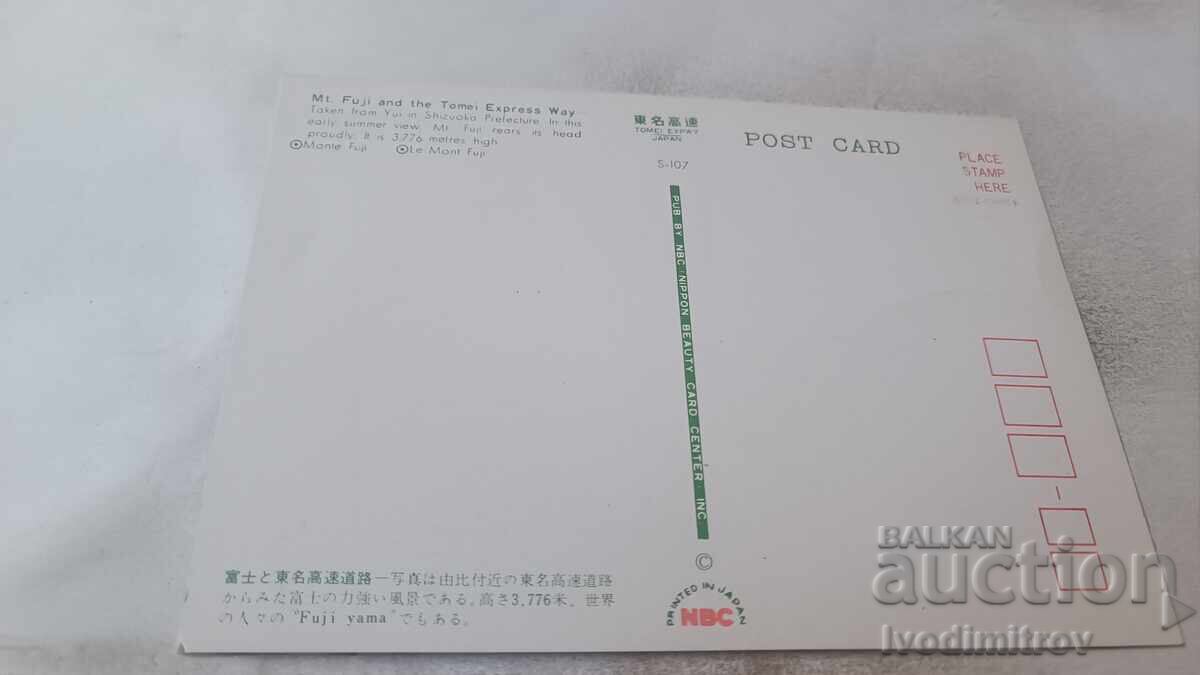 Mt. Fuji and the Tomei Express Way
Taken from Yui in Shizuoka Prefecture. In this
early summer view, Mt. Fuji rears its head
proudly. It is 3,776 metres high.
◉Monte Fuji ◉Le Mont Fuji
東名高速
TOMEI EXPWY
JAPAN
S-107
POST CARD
PLACE
STAMP
HERE
PUB BY NBC (NIPPON BEAUTY CARD CENTER) INC
©
PRINTED IN JAPAN
NBC
富士と東名高速道路—写真は由比付近の東名高速道路
からみた富士の力強い風景である。高さ3,776米。世界
の人々の "Fuji yama" でもある。
BALKAN
auction
Ivodimitrov